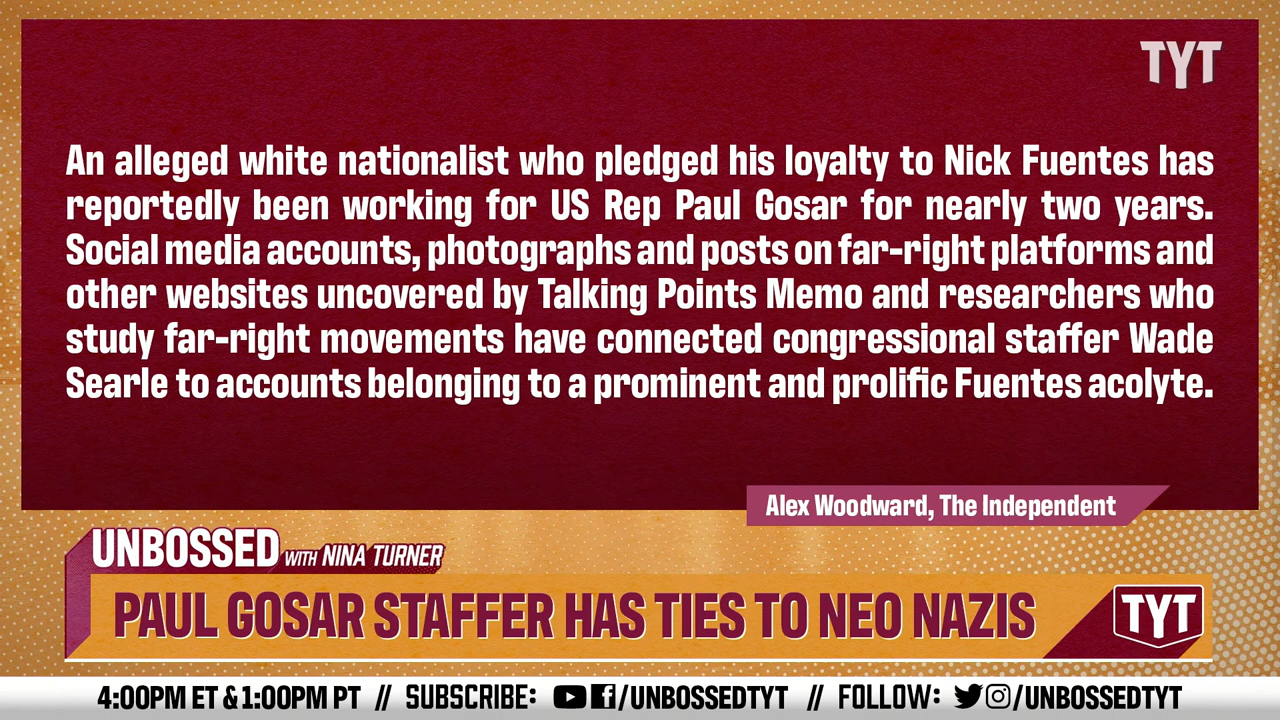 TYT
An alleged white nationalist who pledged his loyalty to Nick Fuentes has
reportedly been working for US Rep Paul Gosar for nearly two years.
Social media accounts, photographs and posts on far-right platforms and
other websites uncovered by Talking Points Memo and researchers who
study far-right movements have connected congressional staffer Wade
Searle to accounts belonging to a prominent and prolific Fuentes acolyte.
Alex Woodward, The Independent
UNBOSSED WITH NINA TURNER
PAUL GOSAR STAFFER HAS TIES TO NEO NAZIS
TYT
4:00PM ET & 1:00PM PT // SUBSCRIBE: /UNBOSSEDTYT // FOLLOW: /UNBOSSEDTYT